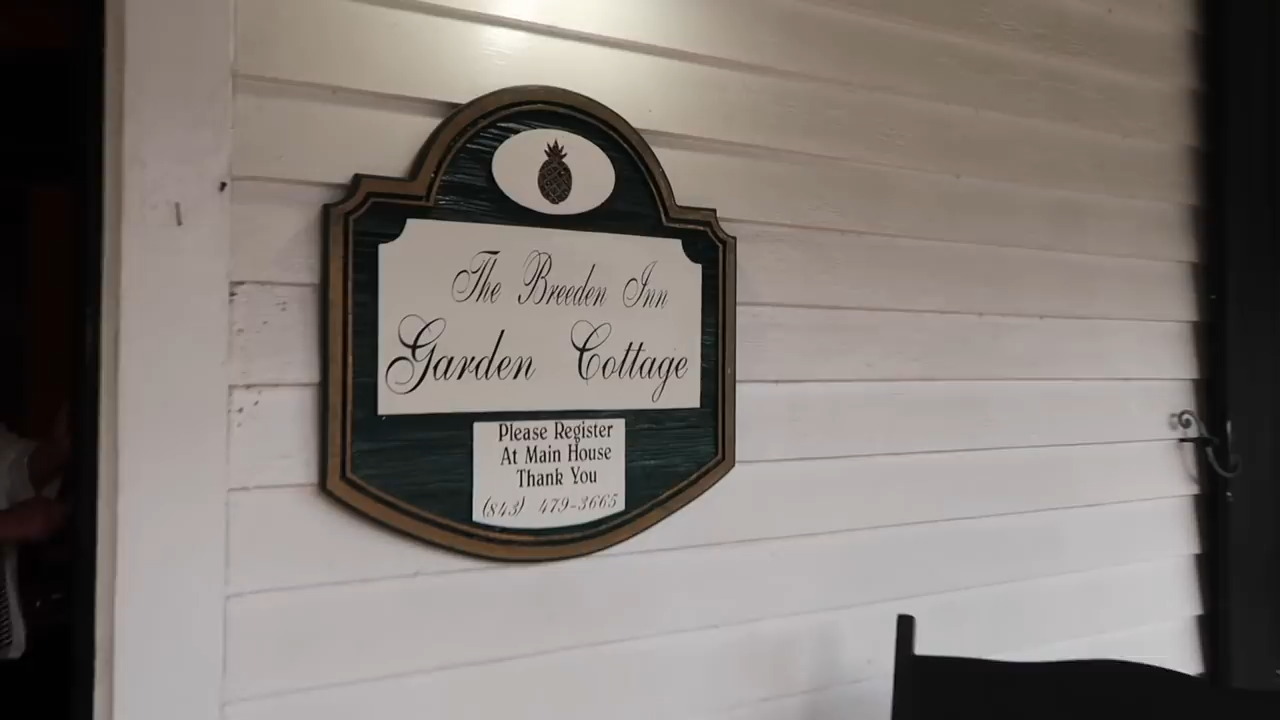 The Breeden Inn
Garden Cottage
Please Register
At Main House
Thank You
(843) 479-3665